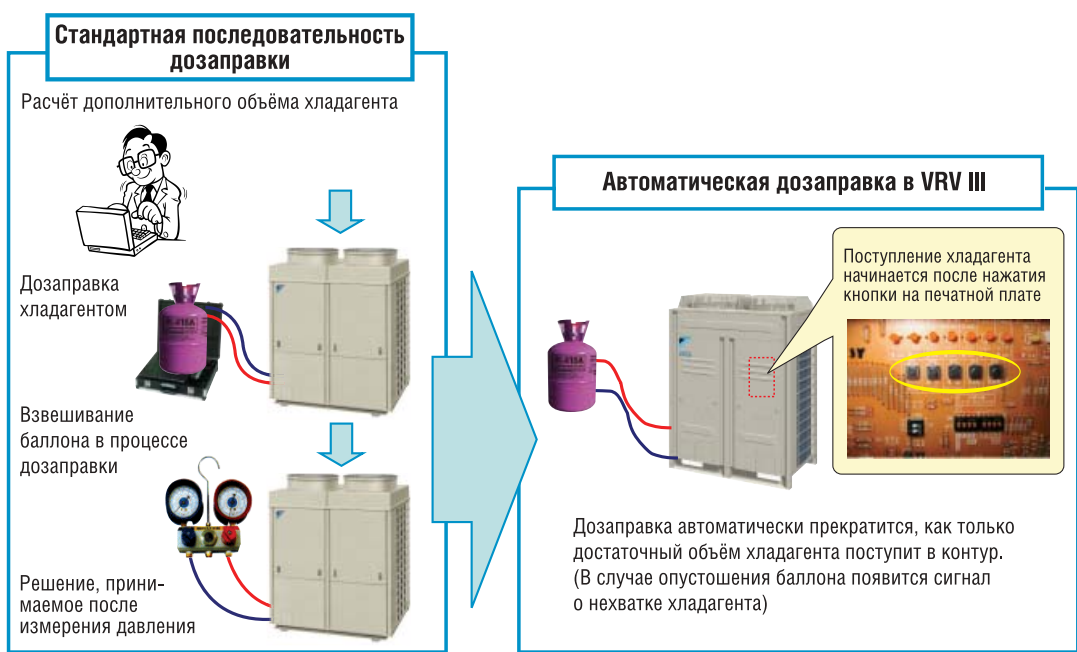 Стандартная последовательность
дозаправки
Расчёт дополнительного объёма хладагента
Дозаправка
хладагентом
Взвешивание
баллона в процессе
дозаправки
Решение, прини-
маемое после
измерения давления
Автоматическая дозаправка в VRV III
Поступление хладагента
начинается после нажатия
кнопки на печатной плате
Дозаправка автоматически прекратится, как только
достаточный объём хладагента поступит в контур.
(В случае опустошения баллона появится сигнал
о нехватке хладагента)